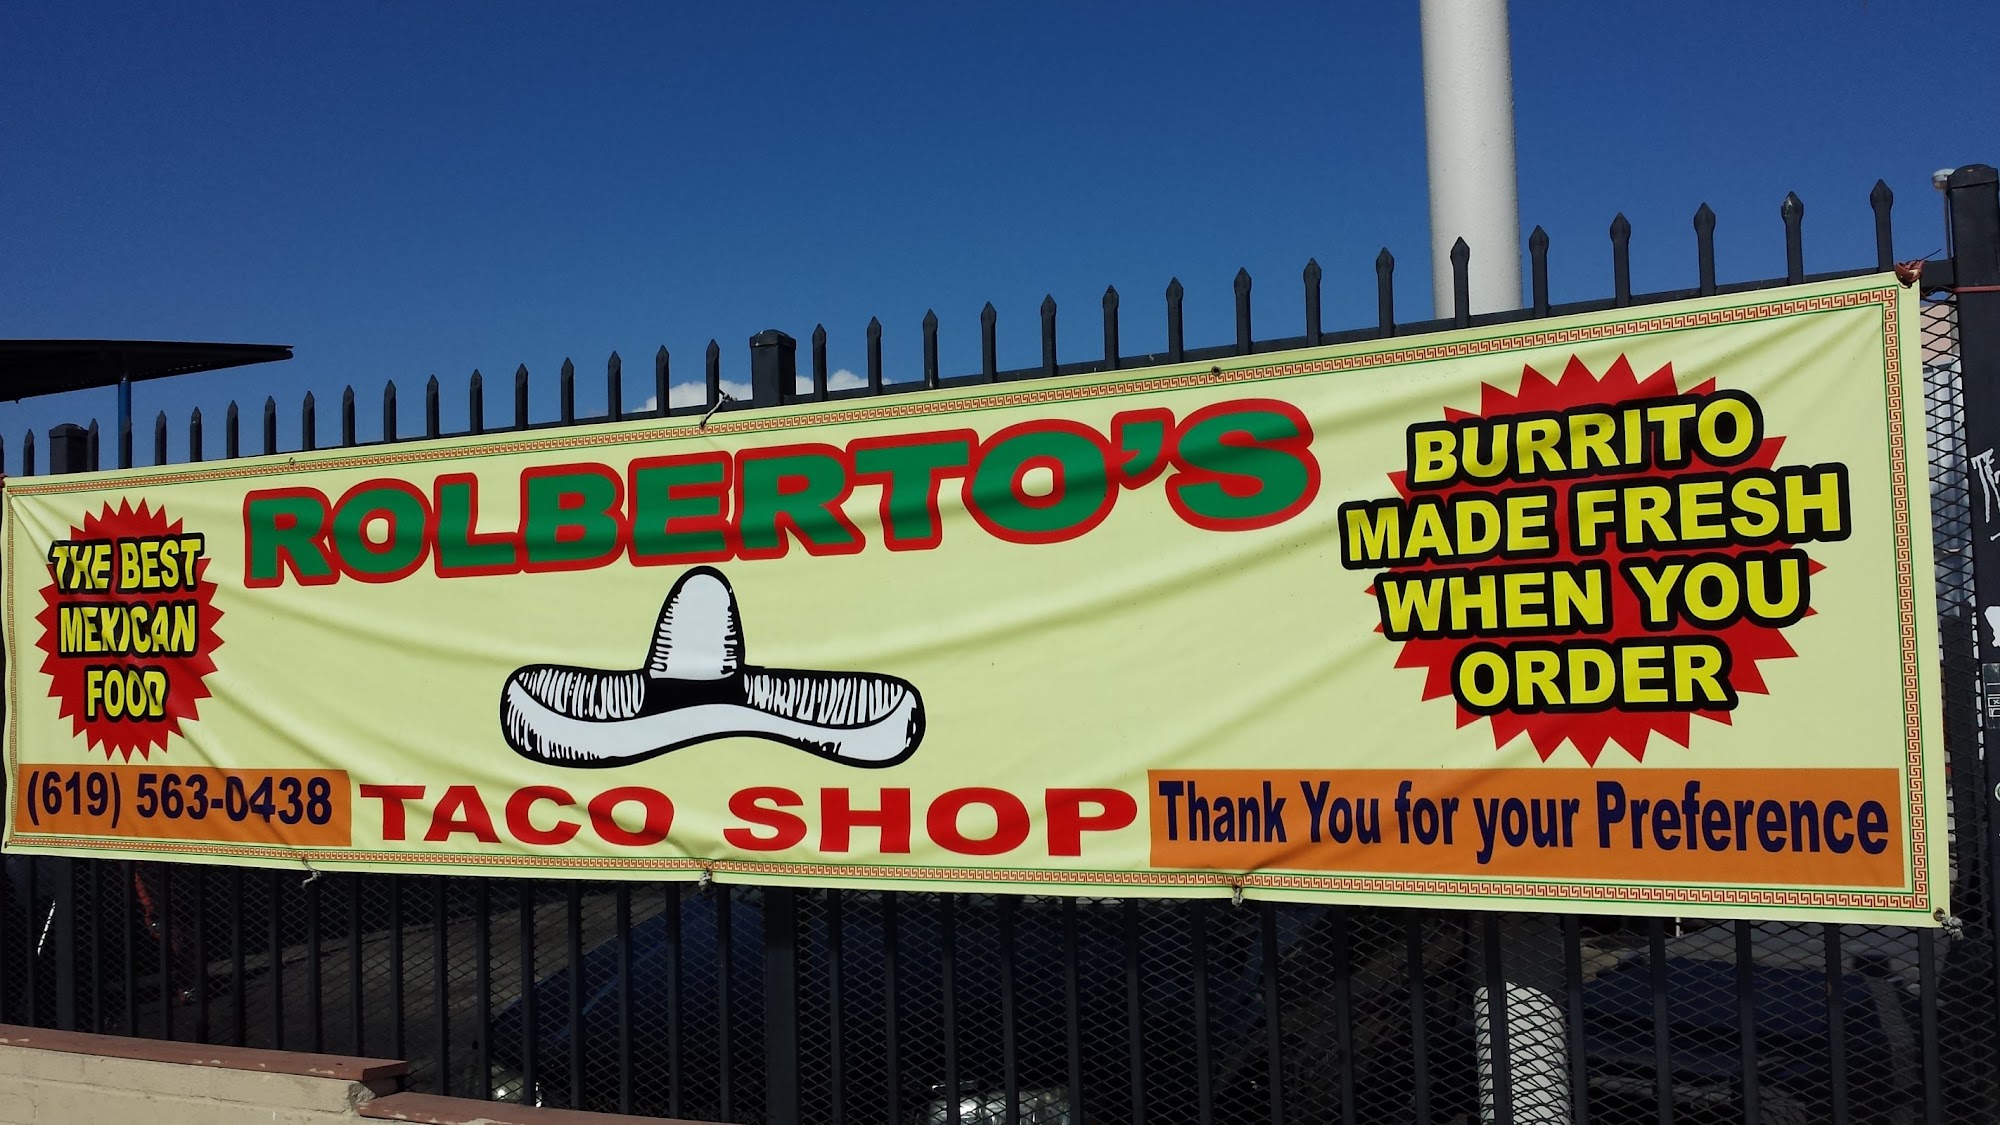 ROLBERTO'S
THE BEST
MEXICAN
FOOD
BURRITO
MADE FRESH
WHEN YOU
ORDER
(619) 563-0438
TACO SHOP
Thank You for your Preference